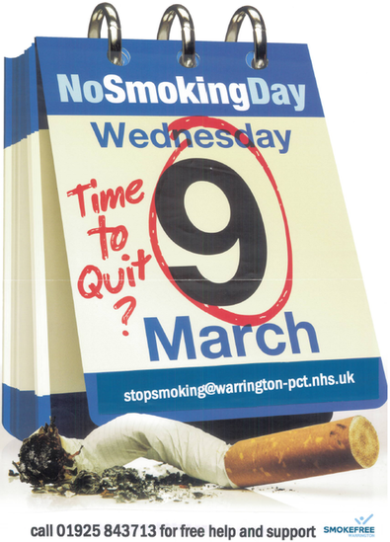 NoSmokingDay
Wednesday
9
Time
to
Quit
?
March
stopsmoking@warrington-pct.nhs.uk
call 01925 843713 for free help and support
SMOKEFREE
WARRINGTON